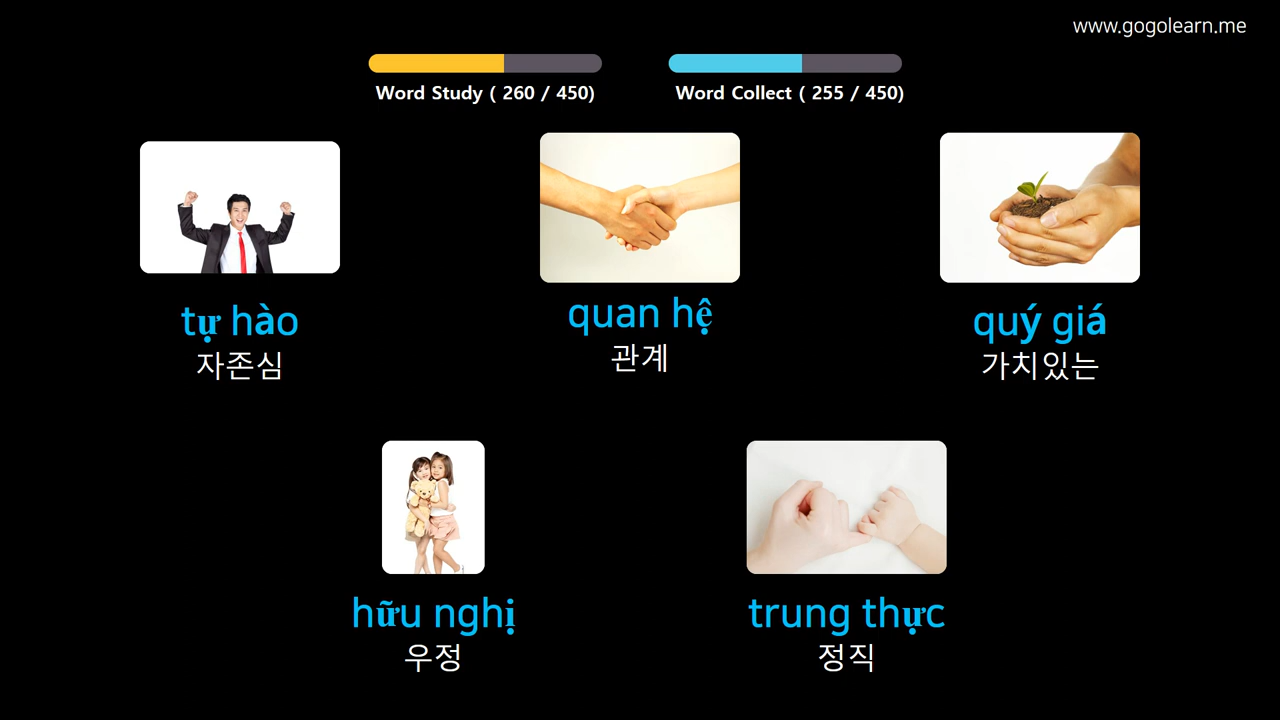 www.gogolearn.me
Word Study ( 260 / 450)
Word Collect ( 255 / 450)
tự hào
자존심
quan hệ
관계
quý giá
가치있는
hữu nghị
우정
trung thực
정직